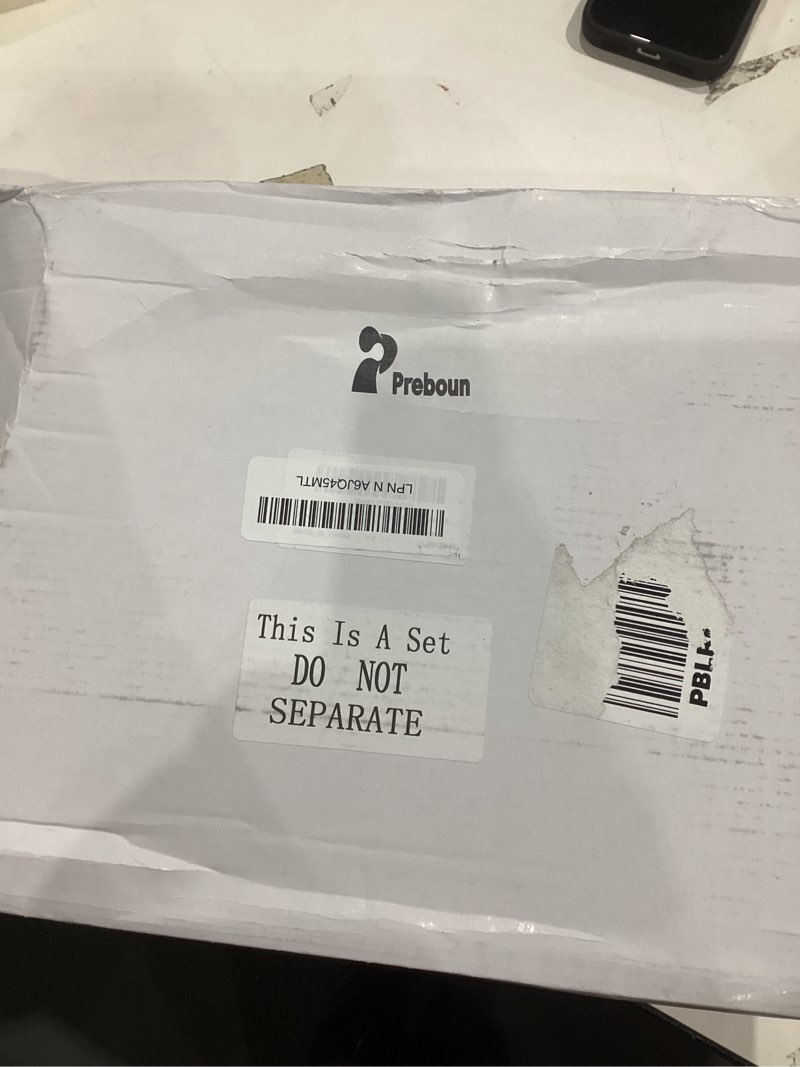 Preboun
LPN N A6JQ45MTL
This Is A Set
DO NOT
SEPARATE